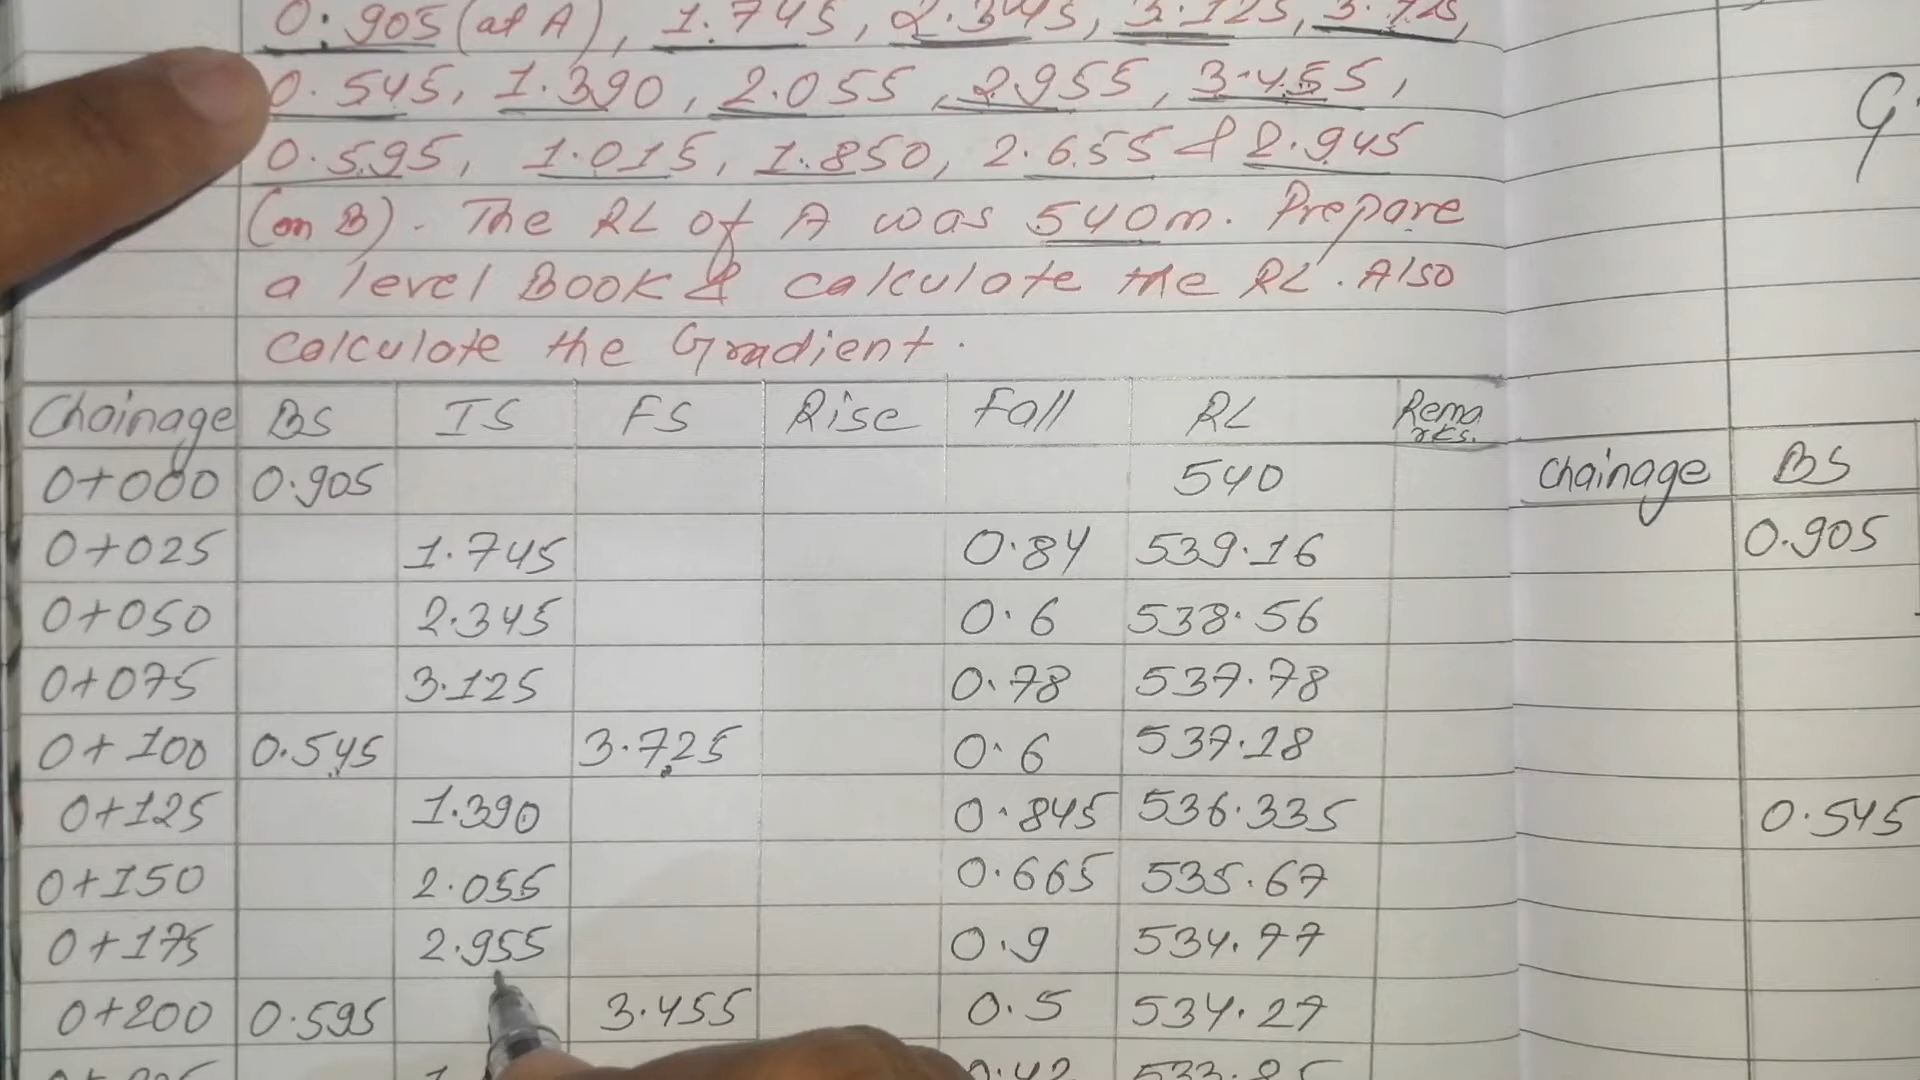 0.905 (at A), 1.745, 2.345, 3.125, 3.725,
0.545, 1.390, 2.055, 2.955, 3.455,
0.595, 1.015, 1.850, 2.655 & 2.945
(on B). The RL of A was 540m. Prepare
a level Book & calculate the RL. Also
calculate the Gradient.
Chainage BS IS FS Rise Fall RL Remarks.
0+000 0.905 540
0+025 1.745 0.84 539.16
0+050 2.345 0.6 538.56
0+075 3.125 0.78 537.78
0+100 0.545 3.725 0.6 537.18
0+125 1.390 0.845 536.335
0+150 2.055 0.665 535.67
0+175 2.955 0.9 534.77
0+200 0.595 3.455 0.5 534.27
0.42 533.85
Chainage BS
0.905
0.545